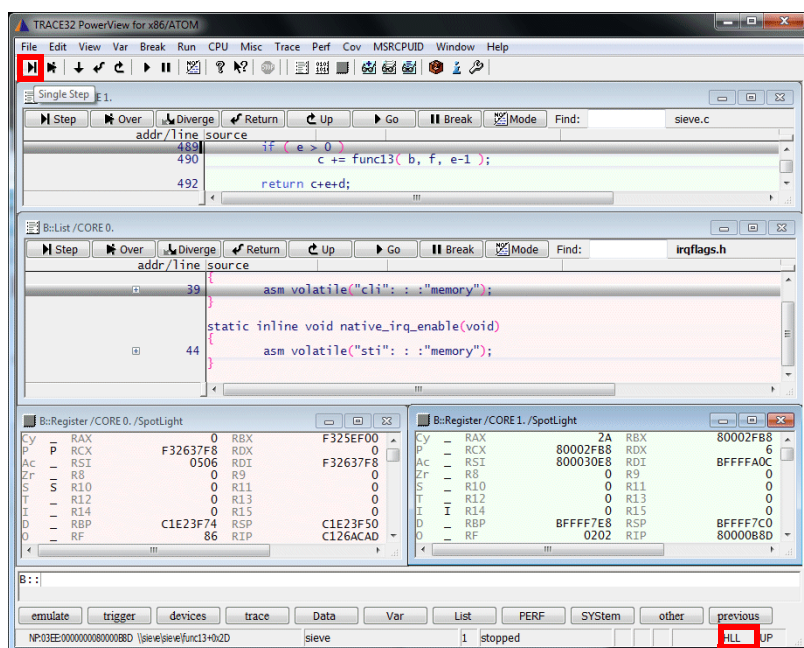 TRACE32 PowerView for x86/ATOM
File Edit View Var Break Run CPU Misc Trace Perf Cov MSRCPUID Window Help
Single Step E 1.
Step Over Diverge Return Up Go Break Mode Find: sieve.c
addr/line source
489 if ( e > 0 )
490 c += func13( b, f, e-1 );
492 return c+e+d;
B::List /CORE 0.
Step Over Diverge Return Up Go Break Mode Find: irqflags.h
addr/line source
{
39 asm volatile("cli": : :"memory");
}
static inline void native_irq_enable(void)
{
44 asm volatile("sti": : :"memory");
}
B::Register /CORE 0. /SpotLight
Cy _ RAX 0 RBX F325EF00
P P RCX F32637F8 RDX 0
Ac _ RSI 0506 RDI F32637F8
Zr _ R8 0 R9 0
S S R10 0 R11 0
T _ R12 0 R13 0
I _ R14 0 R15 0
D _ RBP C1E23F74 RSP C1E23F50
O _ RF 86 RIP C126ACAD
B::Register /CORE 1. /SpotLight
Cy _ RAX 2A RBX 80002FB8
P _ RCX 80002FB8 RDX 6
Ac _ RSI 800030E8 RDI BFFFFA0C
Zr _ R8 0 R9 0
S _ R10 0 R11 0
T _ R12 0 R13 0
I I R14 0 R15 0
D _ RBP BFFFF7E8 RSP BFFFF7C0
O _ RF 0202 RIP 80000B8D
B::
emulate trigger devices trace Data Var List PERF SYStem other previous
NP:03EE:0000000080000B8D \\sieve\sieve\func13+0x2D sieve 1 stopped HLL UP